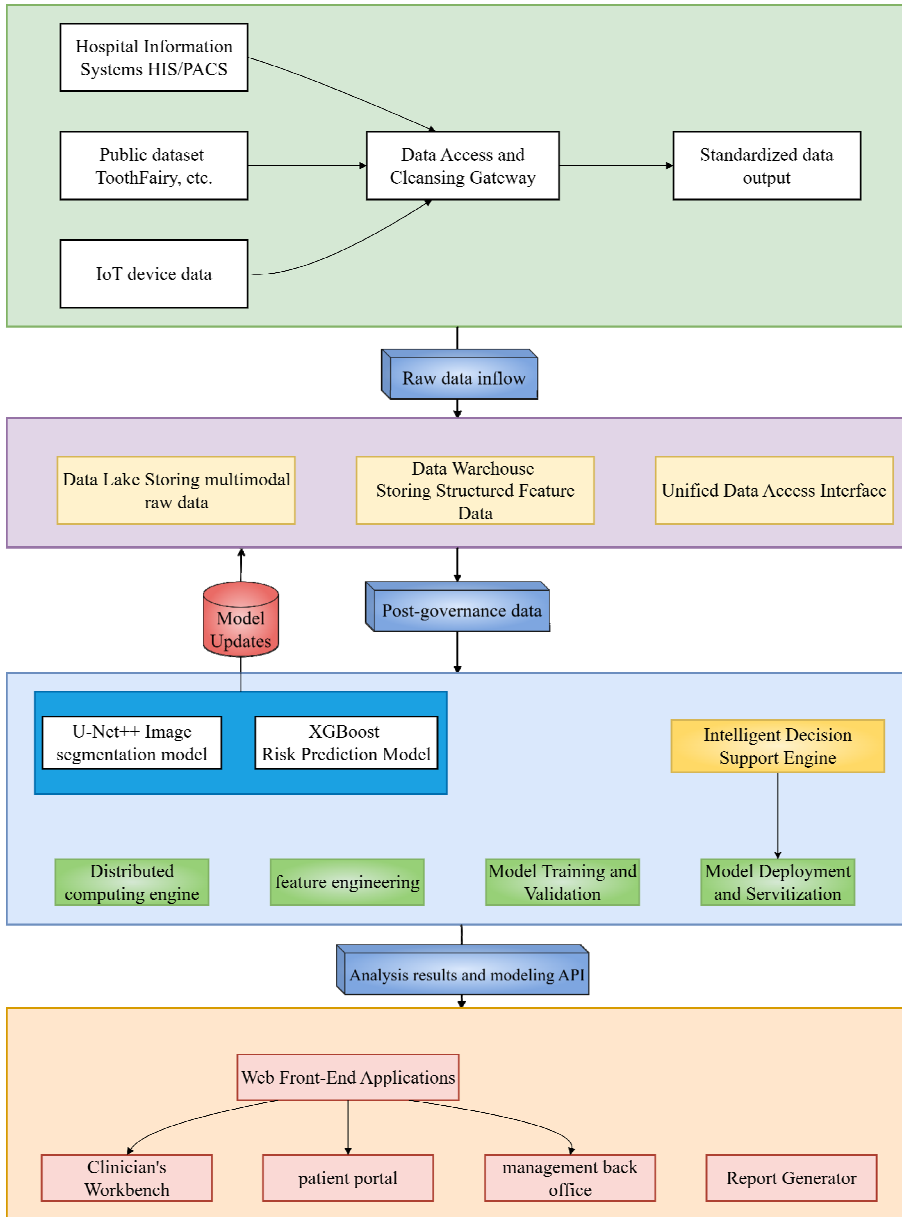 Hospital Information
Systems HIS/PACS
Public dataset
ToothFairy, etc.
Data Access and
Cleansing Gateway
Standardized data
output
IoT device data
Raw data inflow
Data Lake Storing multimodal
raw data
Data Warehouse
Storing Structured Feature
Data
Unified Data Access Interface
Model
Updates
Post-governance data
U-Net++ Image
segmentation model
XGBoost
Risk Prediction Model
Intelligent Decision
Support Engine
Distributed
computing engine
feature engineering
Model Training and
Validation
Model Deployment
and Servitization
Analysis results and modeling API
Web Front-End Applications
Clinician's
Workbench
patient portal
management back
office
Report Generator